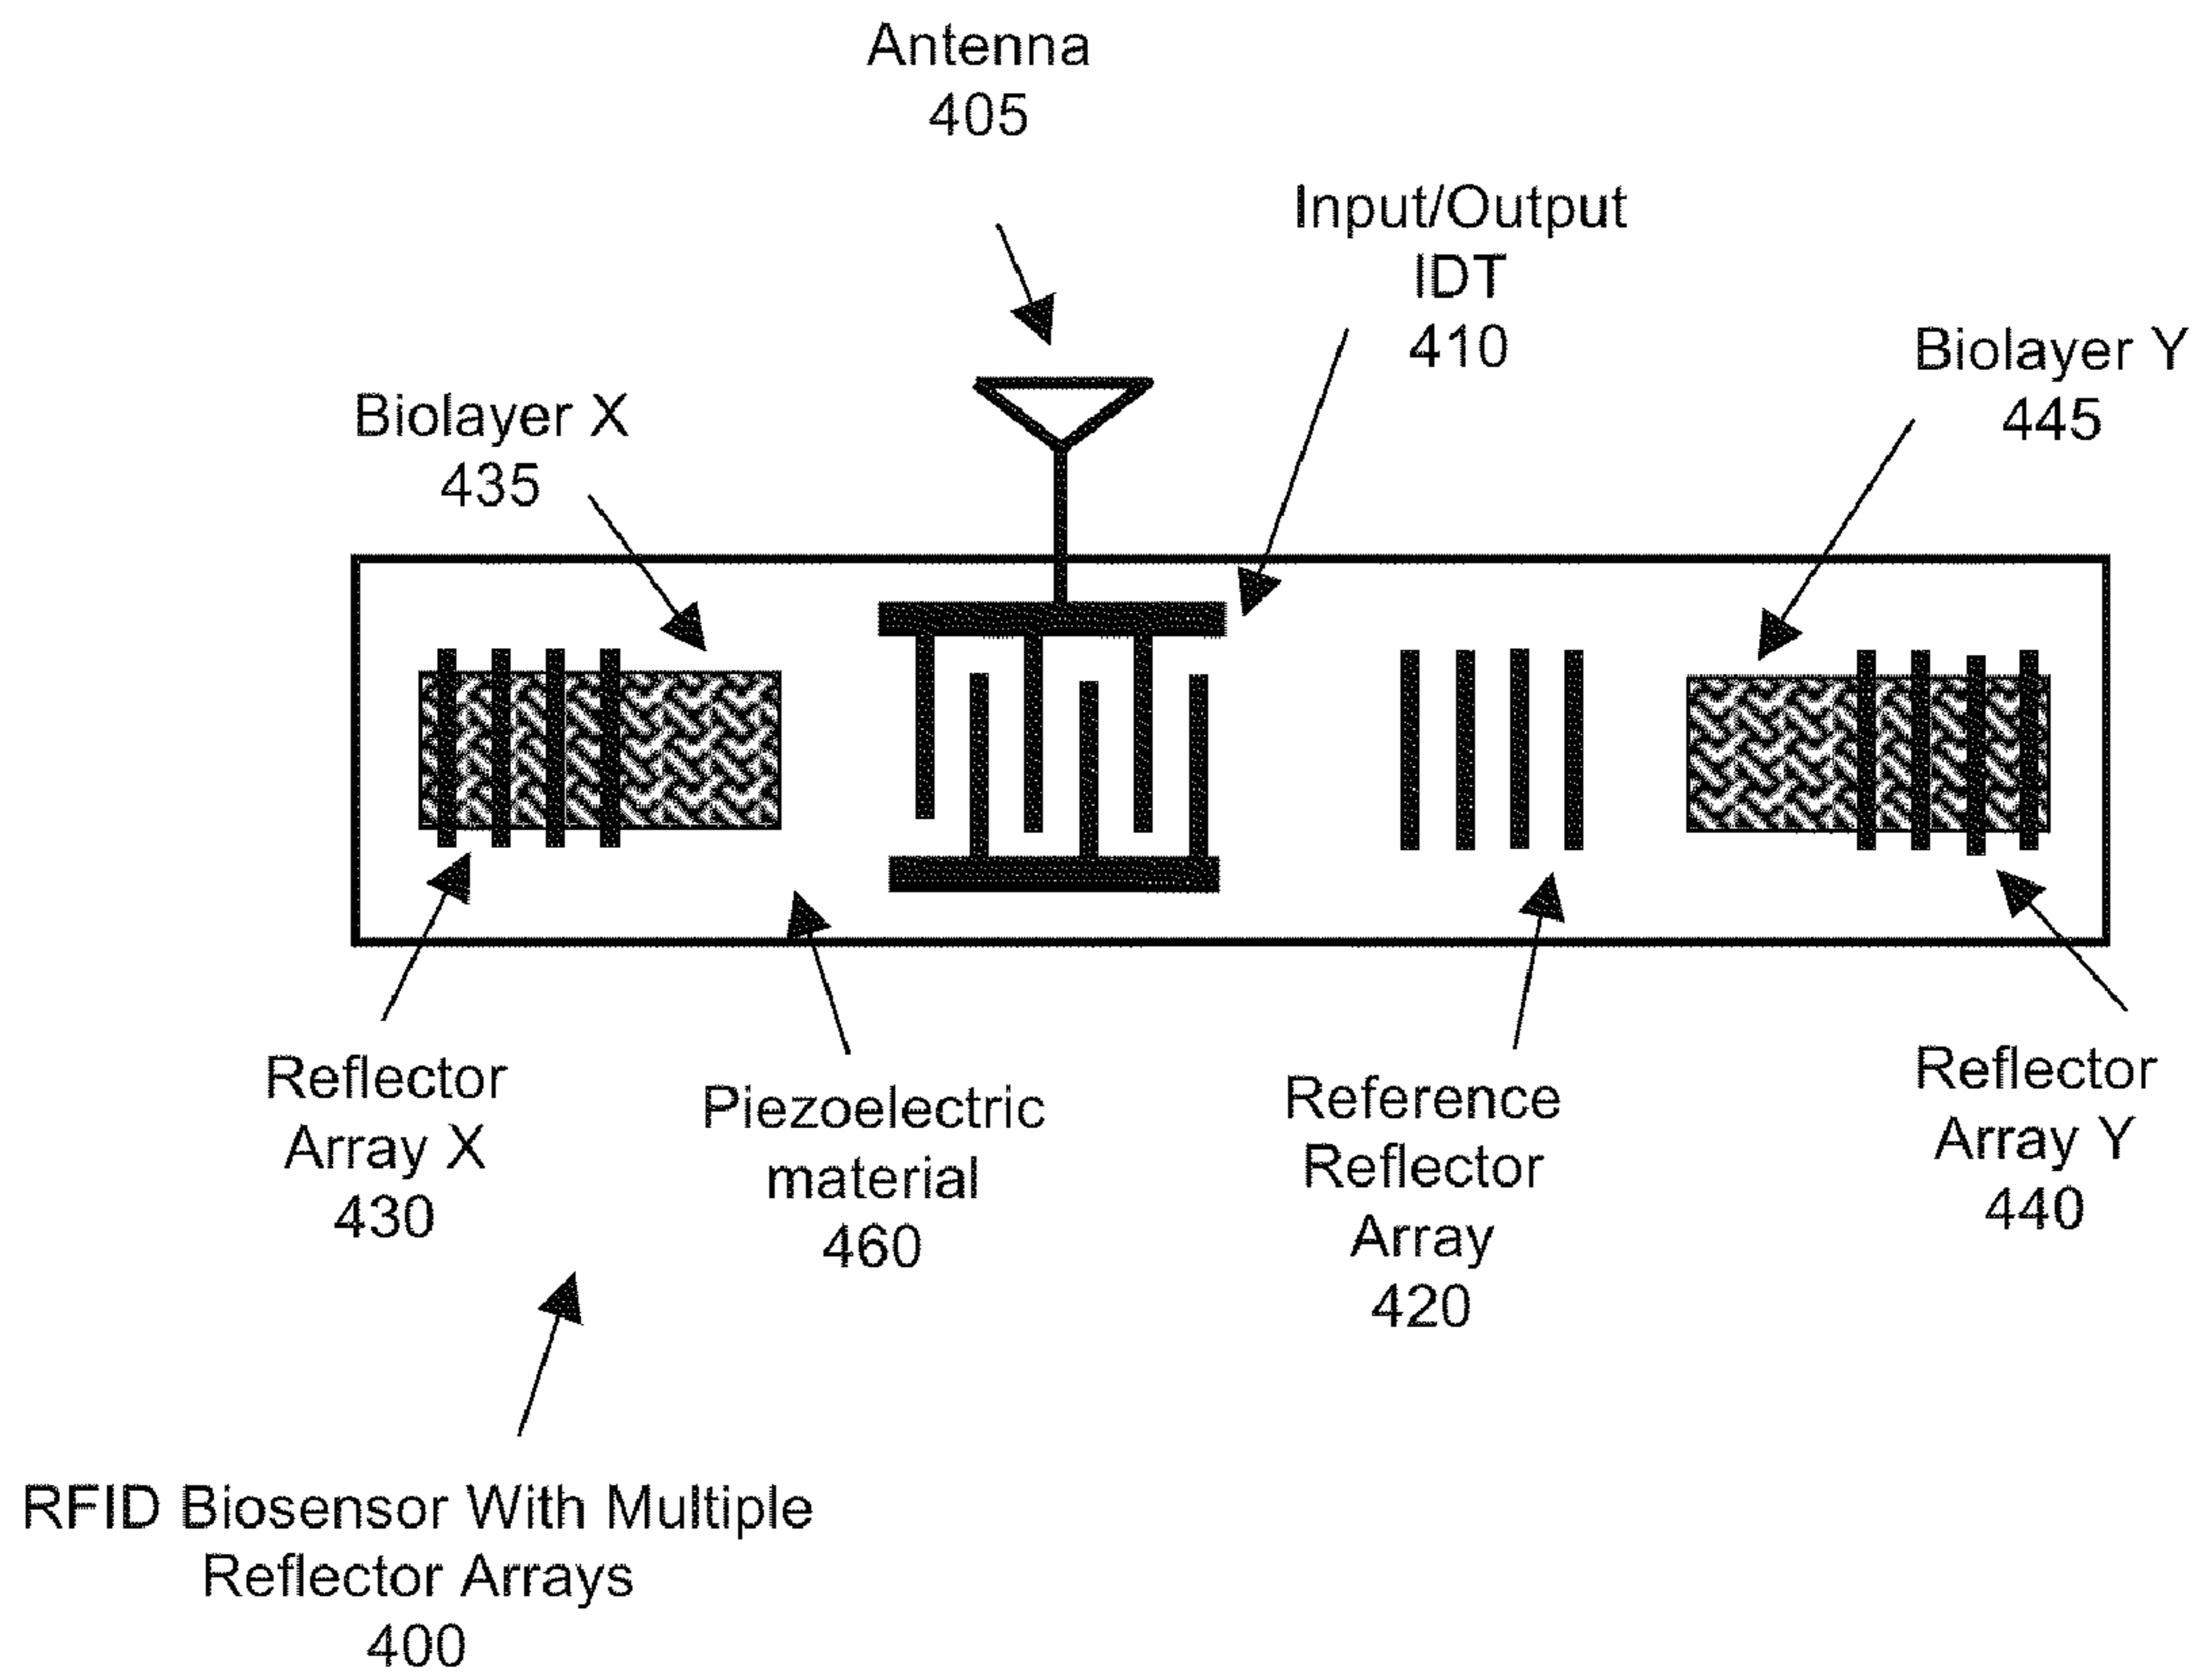 Antenna
405
Input/Output
IDT
410
Biolayer Y
445
Biolayer X
435
Reflector
Array X
430
Piezoelectric
material
460
Reference
Reflector
Array
420
Reflector
Array Y
440
RFID Biosensor With Multiple
Reflector Arrays
400